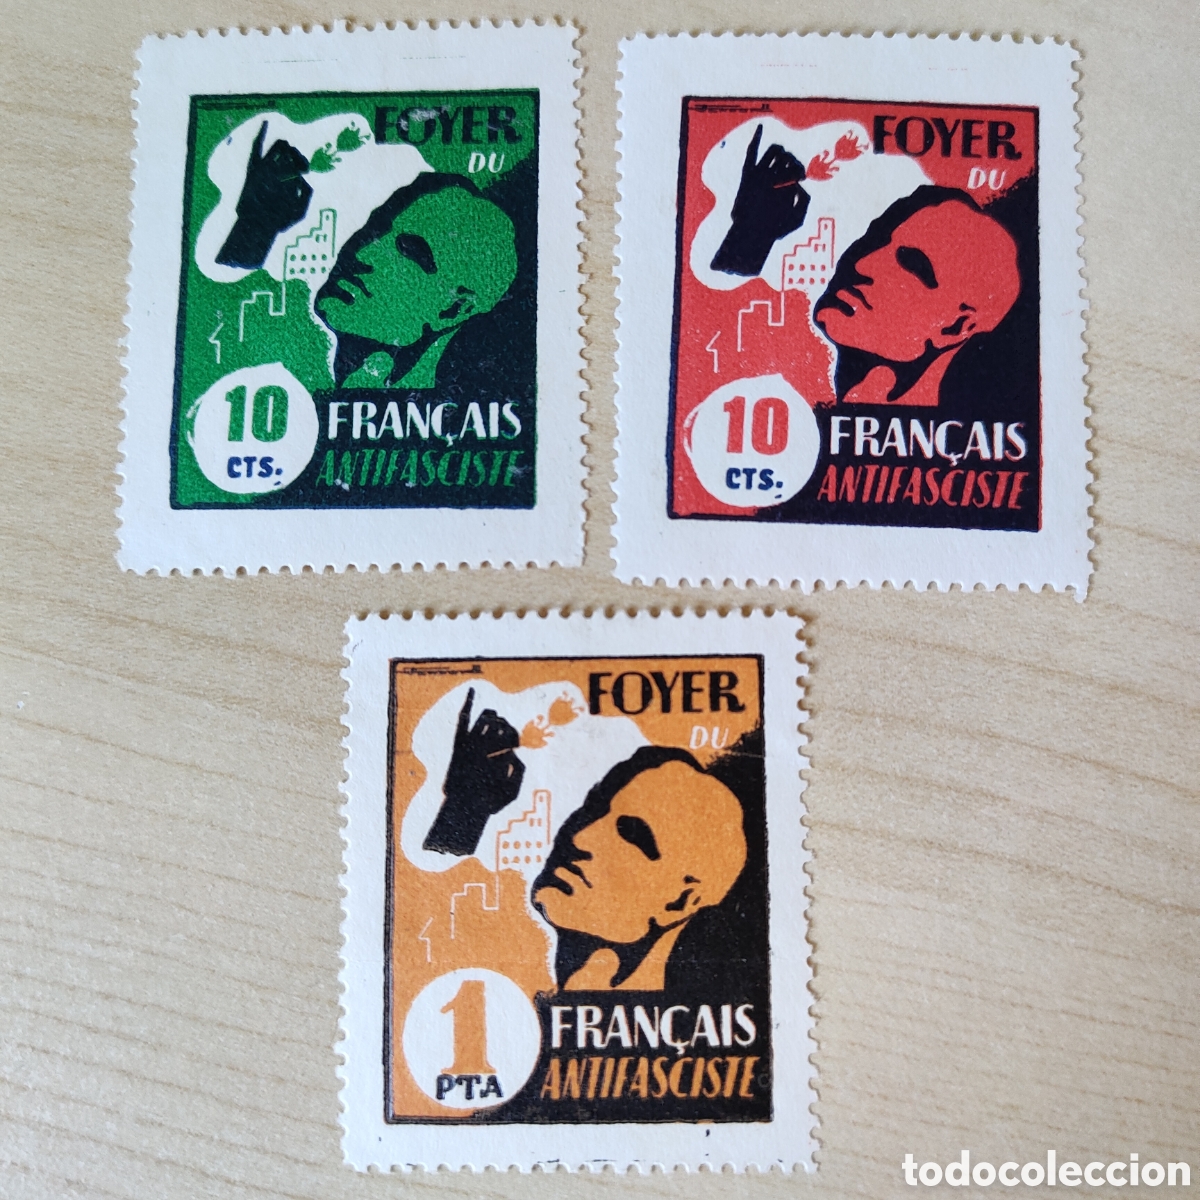 FOYER
DU
10
CTS.
FRANÇAIS
ANTIFASCISTE
FOYER
DU
10
CTS.
FRANÇAIS
ANTIFASCISTE
FOYER
DU
1
PTA
FRANÇAIS
ANTIFASCISTE
todocoleccion